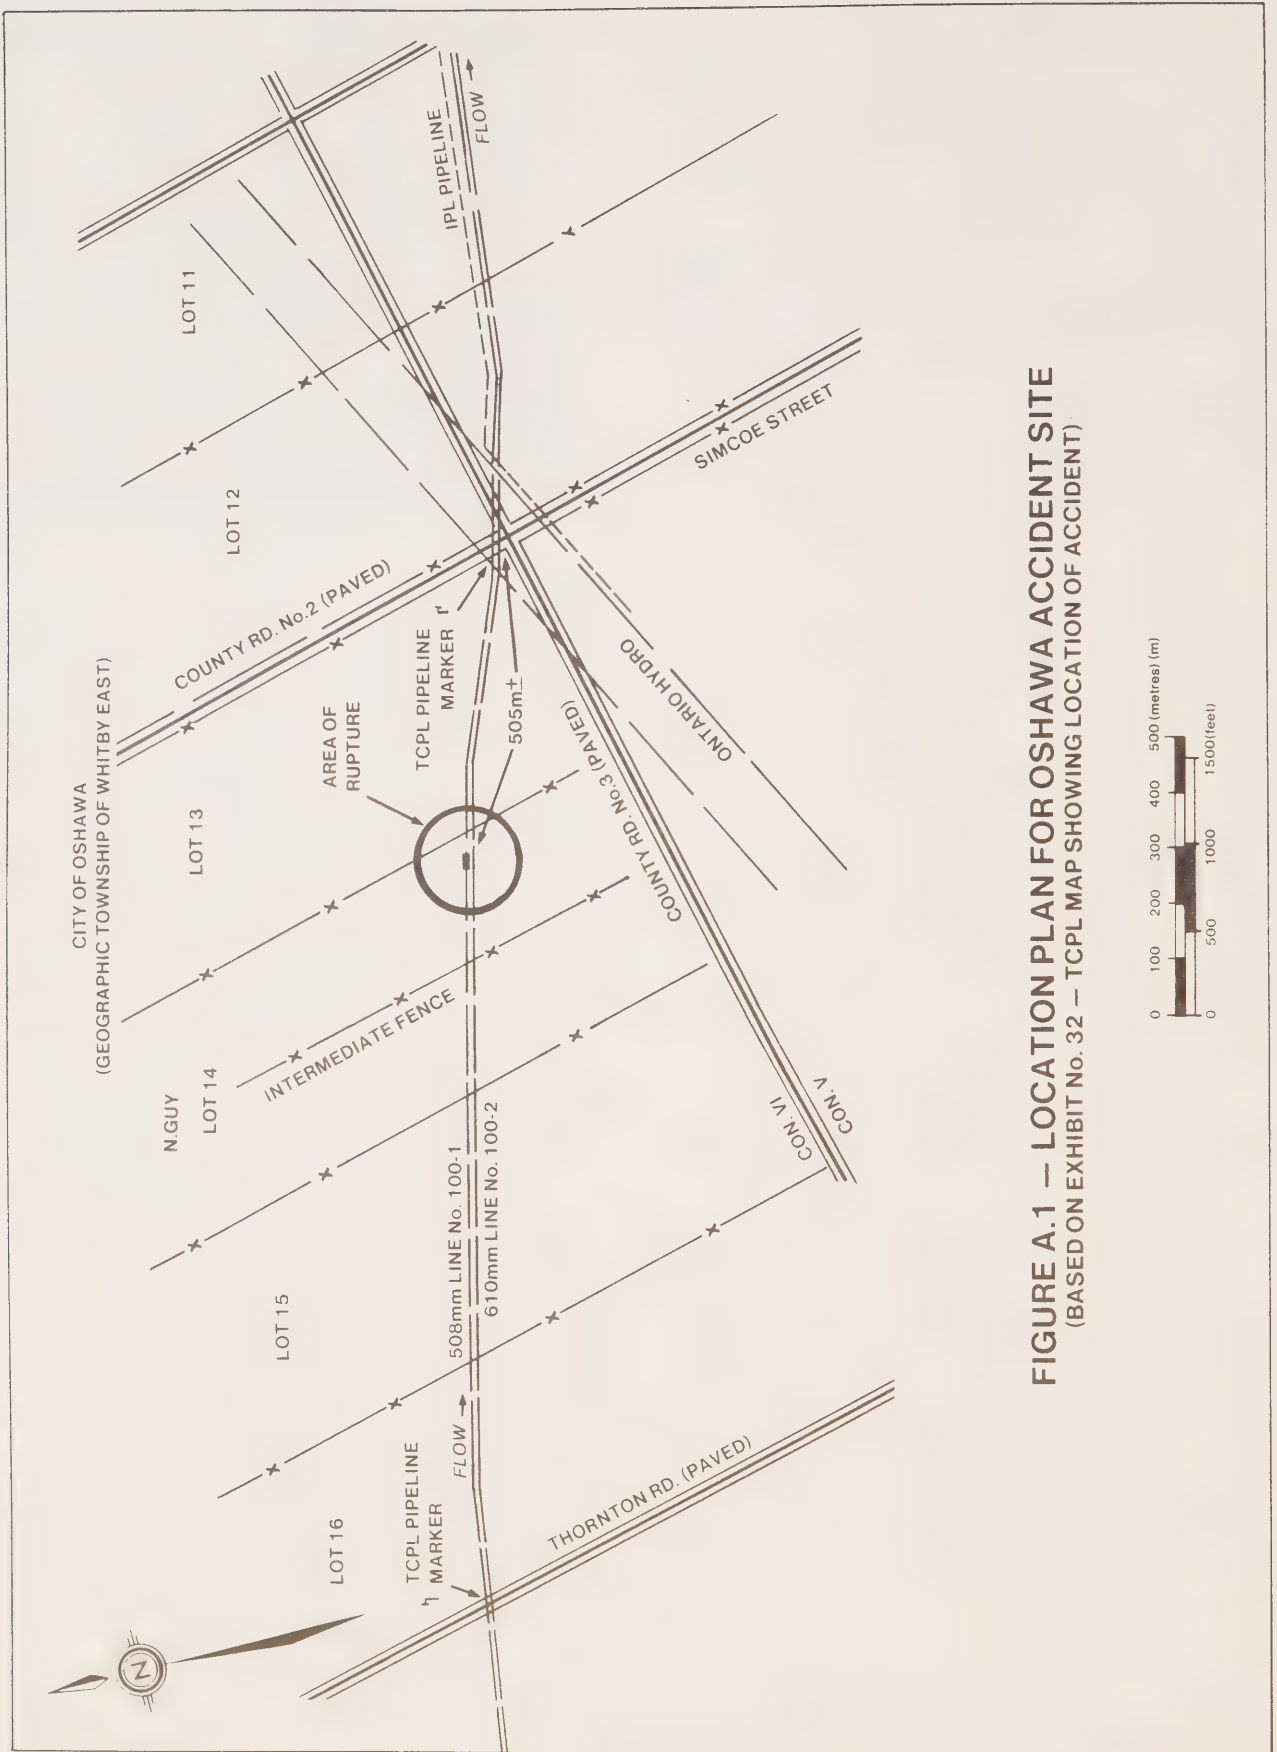 CITY OF OSHAWA
(GEOGRAPHIC TOWNSHIP OF WHITBY EAST)
N
LOT 16
LOT 15
N.GUY
LOT 14
LOT 13
LOT 12
LOT 11
INTERMEDIATE FENCE
COUNTY RD. No.2 (PAVED)
AREA OF
RUPTURE
TCPL PIPELINE
MARKER
505m±
TCPL PIPELINE
MARKER
FLOW
508mm LINE No. 100-1
610mm LINE No. 100-2
IPL PIPELINE
FLOW
THORNTON RD. (PAVED)
CON. VI
CON. V
COUNTY RD. No.3 (PAVED)
ONTARIO HYDRO
SIMCOE STREET
FIGURE A.1 — LOCATION PLAN FOR OSHAWA ACCIDENT SITE
(BASED ON EXHIBIT No. 32 — TCPL MAP SHOWING LOCATION OF ACCIDENT)
0 100 200 300 400 500 (metres) (m)
0 500 1000 1500 (feet)